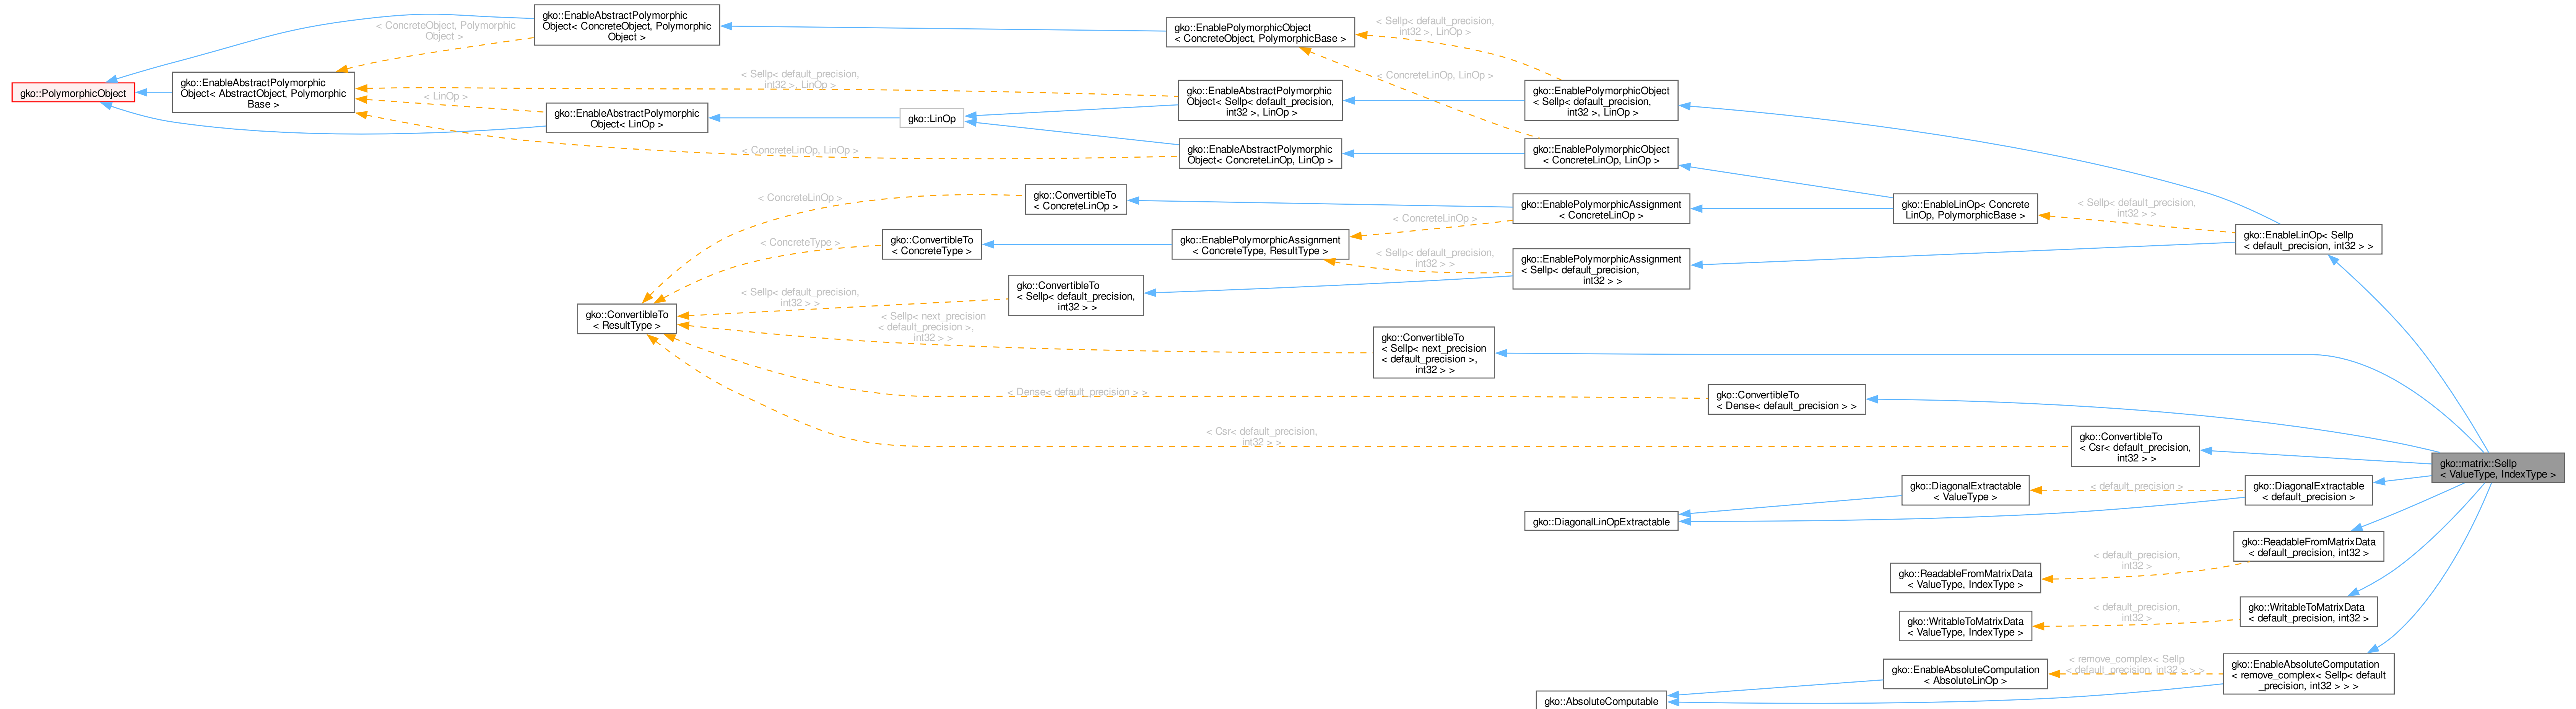 gko::PolymorphicObject
gko::EnableAbstractPolymorphic
Object< AbstractObject, Polymorphic
Base >
< ConcreteObject, Polymorphic
Object >
gko::EnableAbstractPolymorphic
Object< ConcreteObject, Polymorphic
Object >
gko::EnablePolymorphicObject
< ConcreteObject, PolymorphicBase >
< Sellp< default_precision,
int32 >, LinOp >
< Sellp< default_precision,
int32 >, LinOp >
< LinOp >
gko::EnableAbstractPolymorphic
Object< LinOp >
gko::LinOp
gko::EnableAbstractPolymorphic
Object< Sellp< default_precision,
int32 >, LinOp >
< ConcreteLinOp, LinOp >
gko::EnablePolymorphicObject
< Sellp< default_precision,
int32 >, LinOp >
< ConcreteLinOp, LinOp >
gko::EnableAbstractPolymorphic
Object< ConcreteLinOp, LinOp >
gko::EnablePolymorphicObject
< ConcreteLinOp, LinOp >
< ConcreteLinOp >
gko::ConvertibleTo
< ConcreteLinOp >
gko::EnablePolymorphicAssignment
< ConcreteLinOp >
gko::EnableLinOp< Concrete
LinOp, PolymorphicBase >
< Sellp< default_precision,
int32 > >
gko::EnableLinOp< Sellp
< default_precision, int32 > >
< ConcreteType >
gko::ConvertibleTo
< ConcreteType >
gko::EnablePolymorphicAssignment
< ConcreteType, ResultType >
< ConcreteLinOp >
< Sellp< default_precision,
int32 > >
gko::EnablePolymorphicAssignment
< Sellp< default_precision,
int32 > >
gko::ConvertibleTo
< ResultType >
< Sellp< default_precision,
int32 > >
gko::ConvertibleTo
< Sellp< default_precision,
int32 > >
< Sellp< next_precision
< default_precision >,
int32 > >
gko::ConvertibleTo
< Sellp< next_precision
< default_precision >,
int32 > >
< Dense< default_precision > >
gko::ConvertibleTo
< Dense< default_precision > >
< Csr< default_precision,
int32 > >
gko::ConvertibleTo
< Csr< default_precision,
int32 > >
gko::matrix::Sellp
< ValueType, IndexType >
gko::DiagonalLinOpExtractable
gko::DiagonalExtractable
< ValueType >
< default_precision >
gko::DiagonalExtractable
< default_precision >
gko::ReadableFromMatrixData
< ValueType, IndexType >
< default_precision,
int32 >
gko::ReadableFromMatrixData
< default_precision, int32 >
gko::WritableToMatrixData
< ValueType, IndexType >
< default_precision,
int32 >
gko::WritableToMatrixData
< default_precision, int32 >
gko::AbsoluteComputable
gko::EnableAbsoluteComputation
< AbsoluteLinOp >
< remove_complex< Sellp
< default_precision, int32 > > >
gko::EnableAbsoluteComputation
< remove_complex< Sellp< default
_precision, int32 > > >